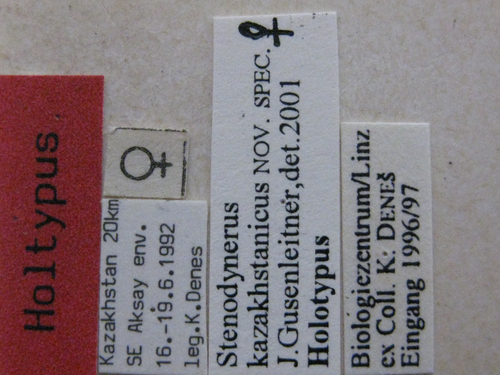 Holtypus
♀
Kazakhstan 20km
SE Aksay env.
16.-19.6.1992
leg.K.Denes
Stenodynerus
kazakhstanicus NOV. SPEC. ♀
J.Gusenleitner,det.2001
Holotypus
Biologiezentrum/Linz
ex Coll. K. DENEŠ
Eingang 1996/97